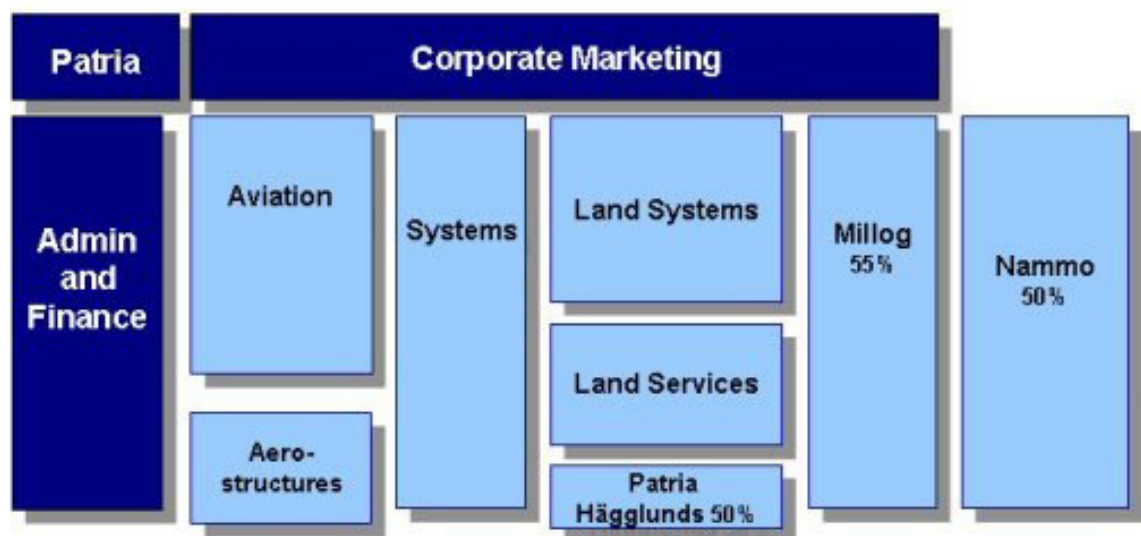 Patria
Corporate Marketing
Admin
and
Finance
Aviation
Aero-
structures
Systems
Land Systems
Land Services
Patria
Hägglunds 50%
Millog
55%
Nammo
50%